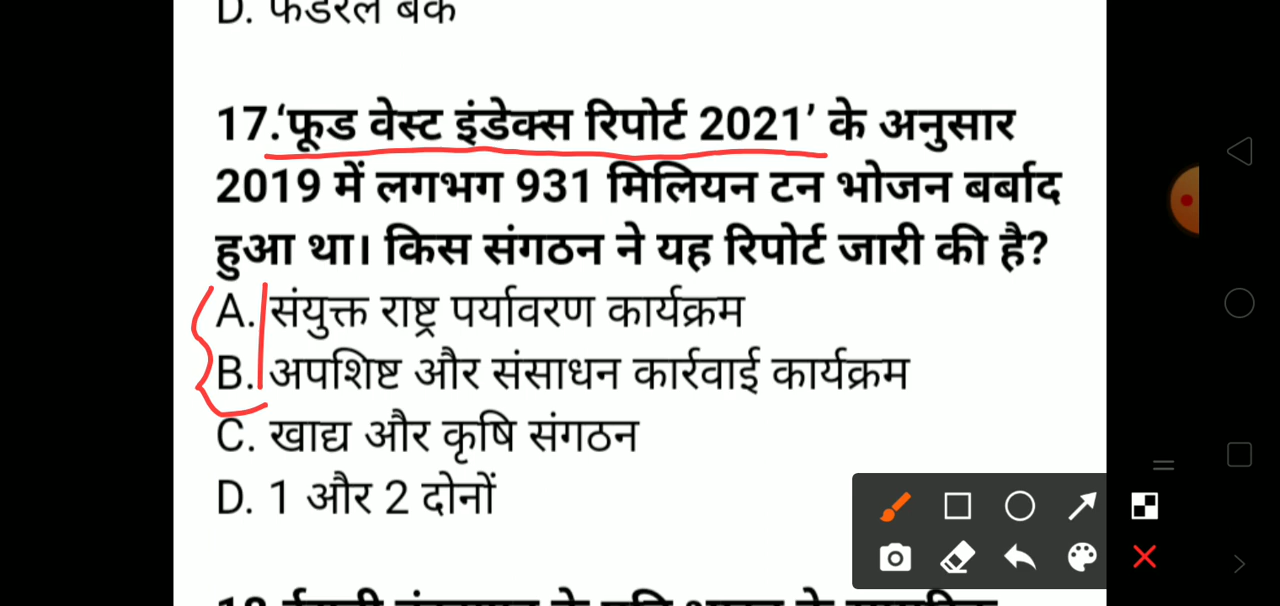 D. फेडरल बैंक
17.‘फूड वेस्ट इंडेक्स रिपोर्ट 2021’ के अनुसार
2019 में लगभग 931 मिलियन टन भोजन बर्बाद
हुआ था। किस संगठन ने यह रिपोर्ट जारी की है?
A. संयुक्त राष्ट्र पर्यावरण कार्यक्रम
B. अपशिष्ट और संसाधन कार्रवाई कार्यक्रम
C. खाद्य और कृषि संगठन
D. 1 और 2 दोनों